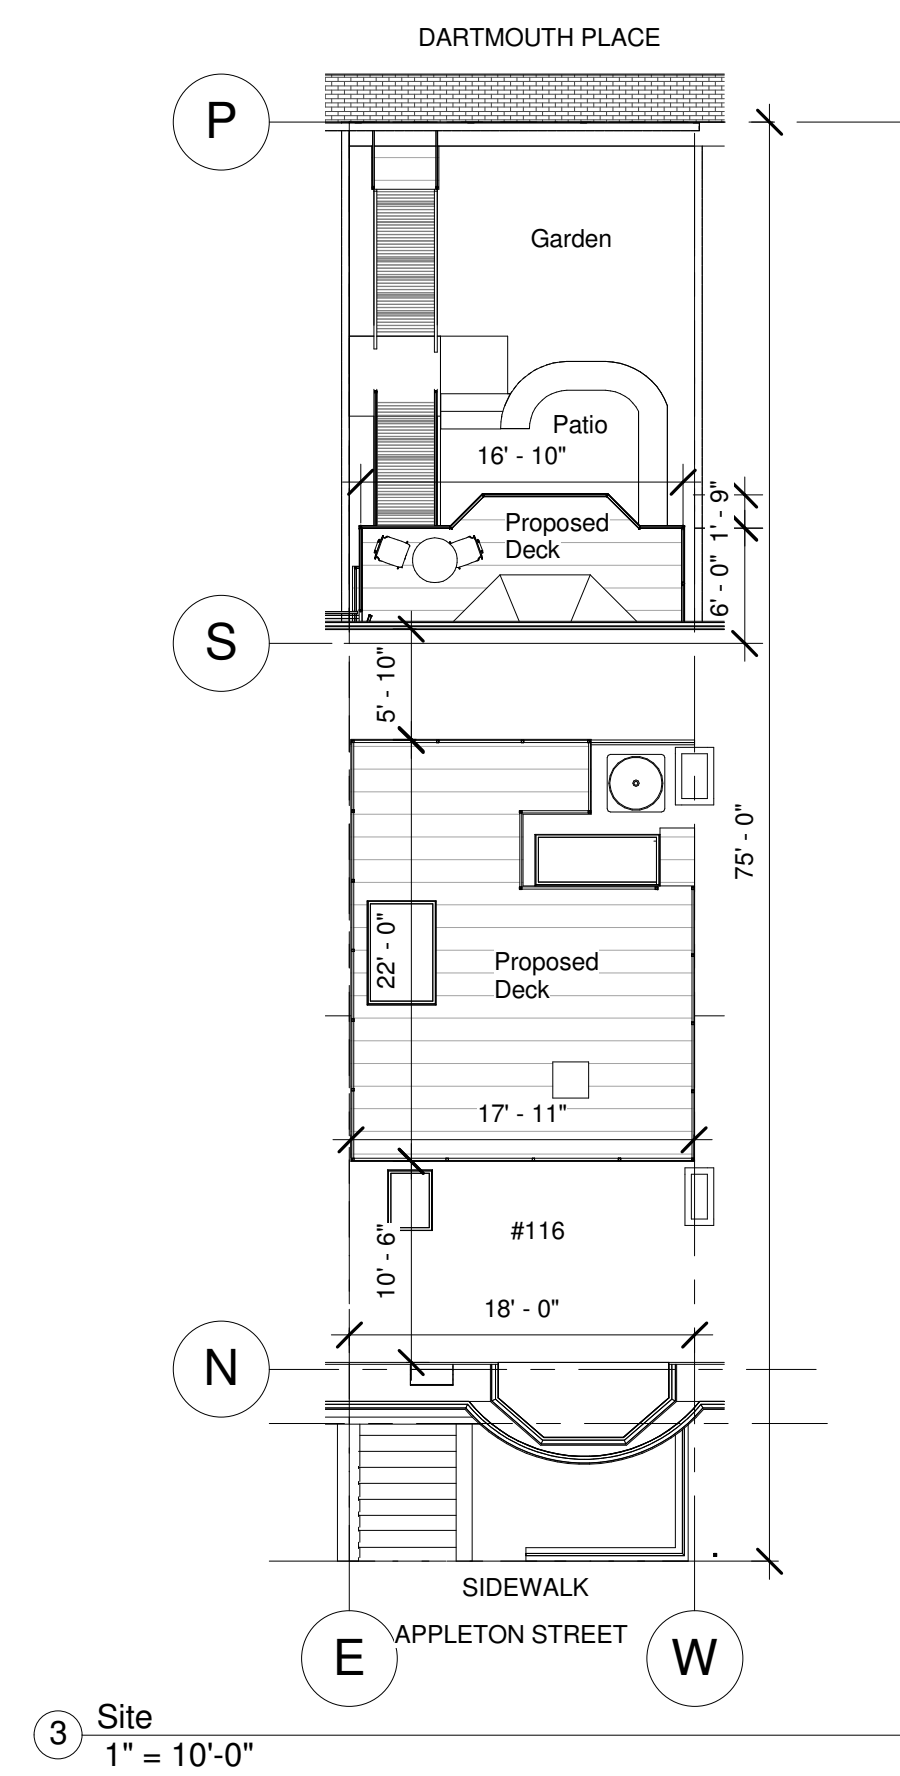 DARTMOUTH PLACE
P
Garden
Patio
16' - 10"
1' - 9"
Proposed
Deck
6' - 0"
S
5' - 10"
75' - 0"
22' - 0"
Proposed
Deck
17' - 11"
#116
10' - 6"
18' - 0"
N
SIDEWALK
APPLETON STREET
E
W
3
Site
1" = 10'-0"